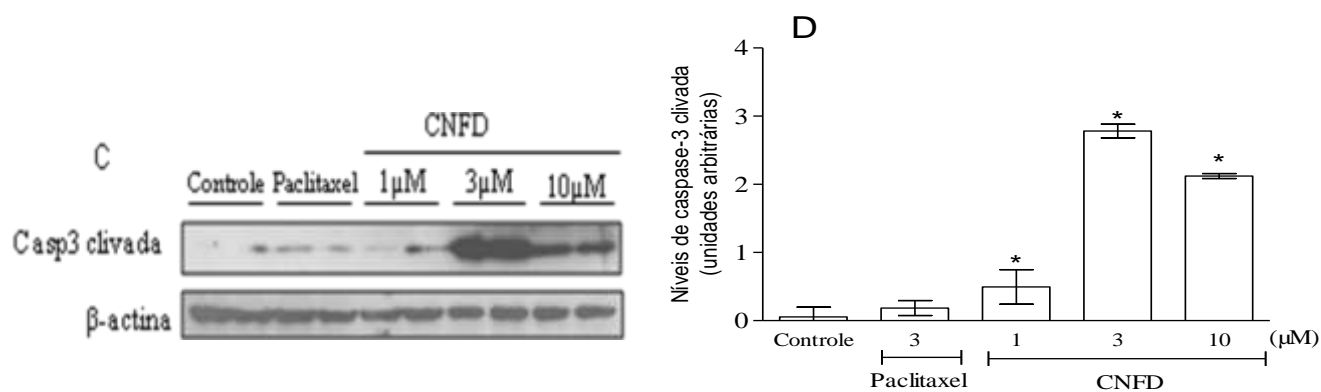 C
CNFD
Controle Paclitaxel 1µM 3µM 10µM
Casp3 clivada
β-actina
D
Níveis de caspase-3 clivada
(unidades arbitrárias)
4
3
2
1
0
*
*
*
Controle 3 1 3 10 (µM)
Paclitaxel CNFD